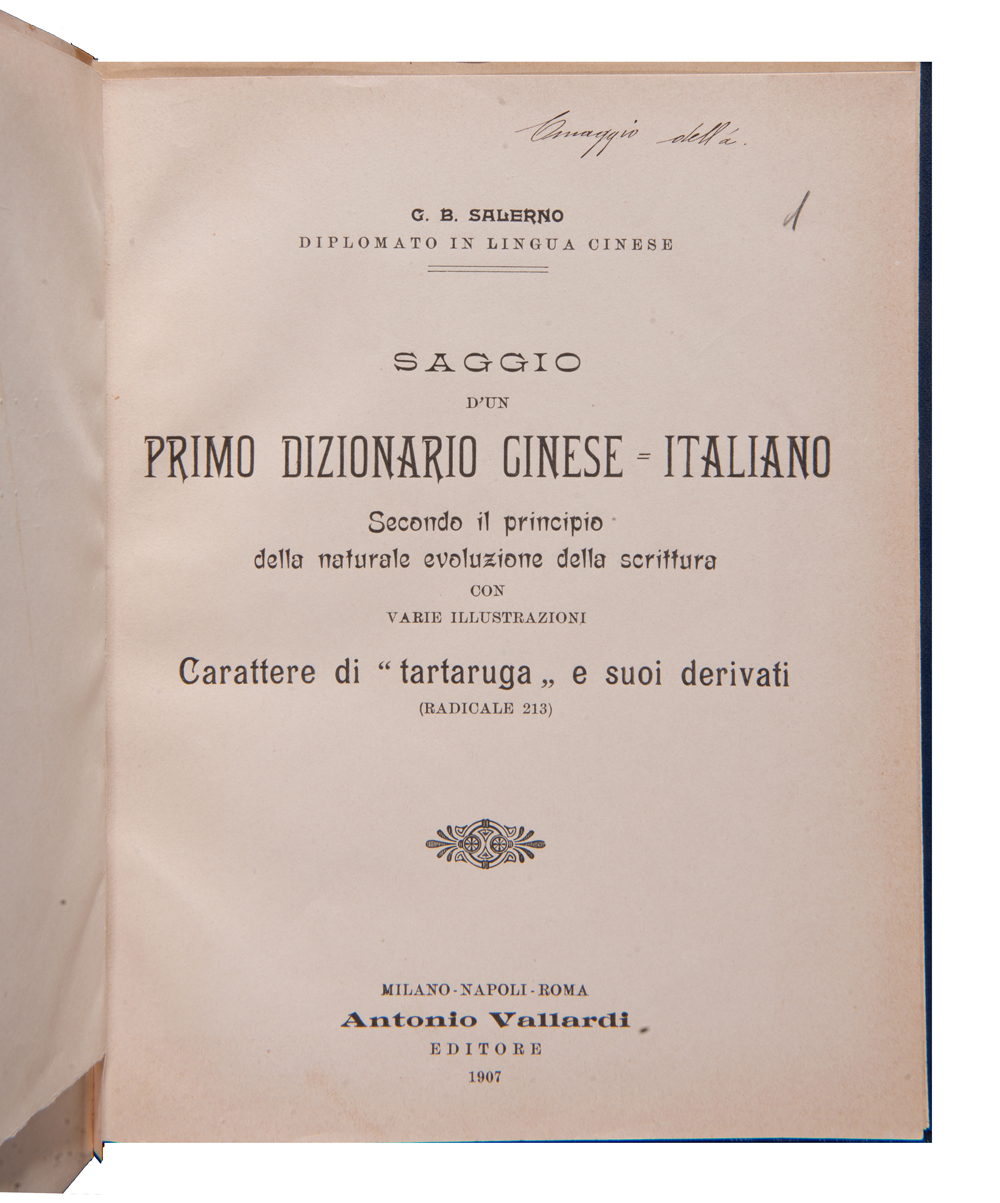 Omaggio dell'a.
G. B. SALERNO
DIPLOMATO IN LINGUA CINESE
SAGGIO
D'UN
PRIMO DIZIONARIO CINESE = ITALIANO
Secondo il principio
della naturale evoluzione della scrittura
CON
VARIE ILLUSTRAZIONI
Carattere di “ tartaruga „ e suoi derivati
(RADICALE 213)
MILANO - NAPOLI - ROMA
Antonio Vallardi
EDITORE
1907